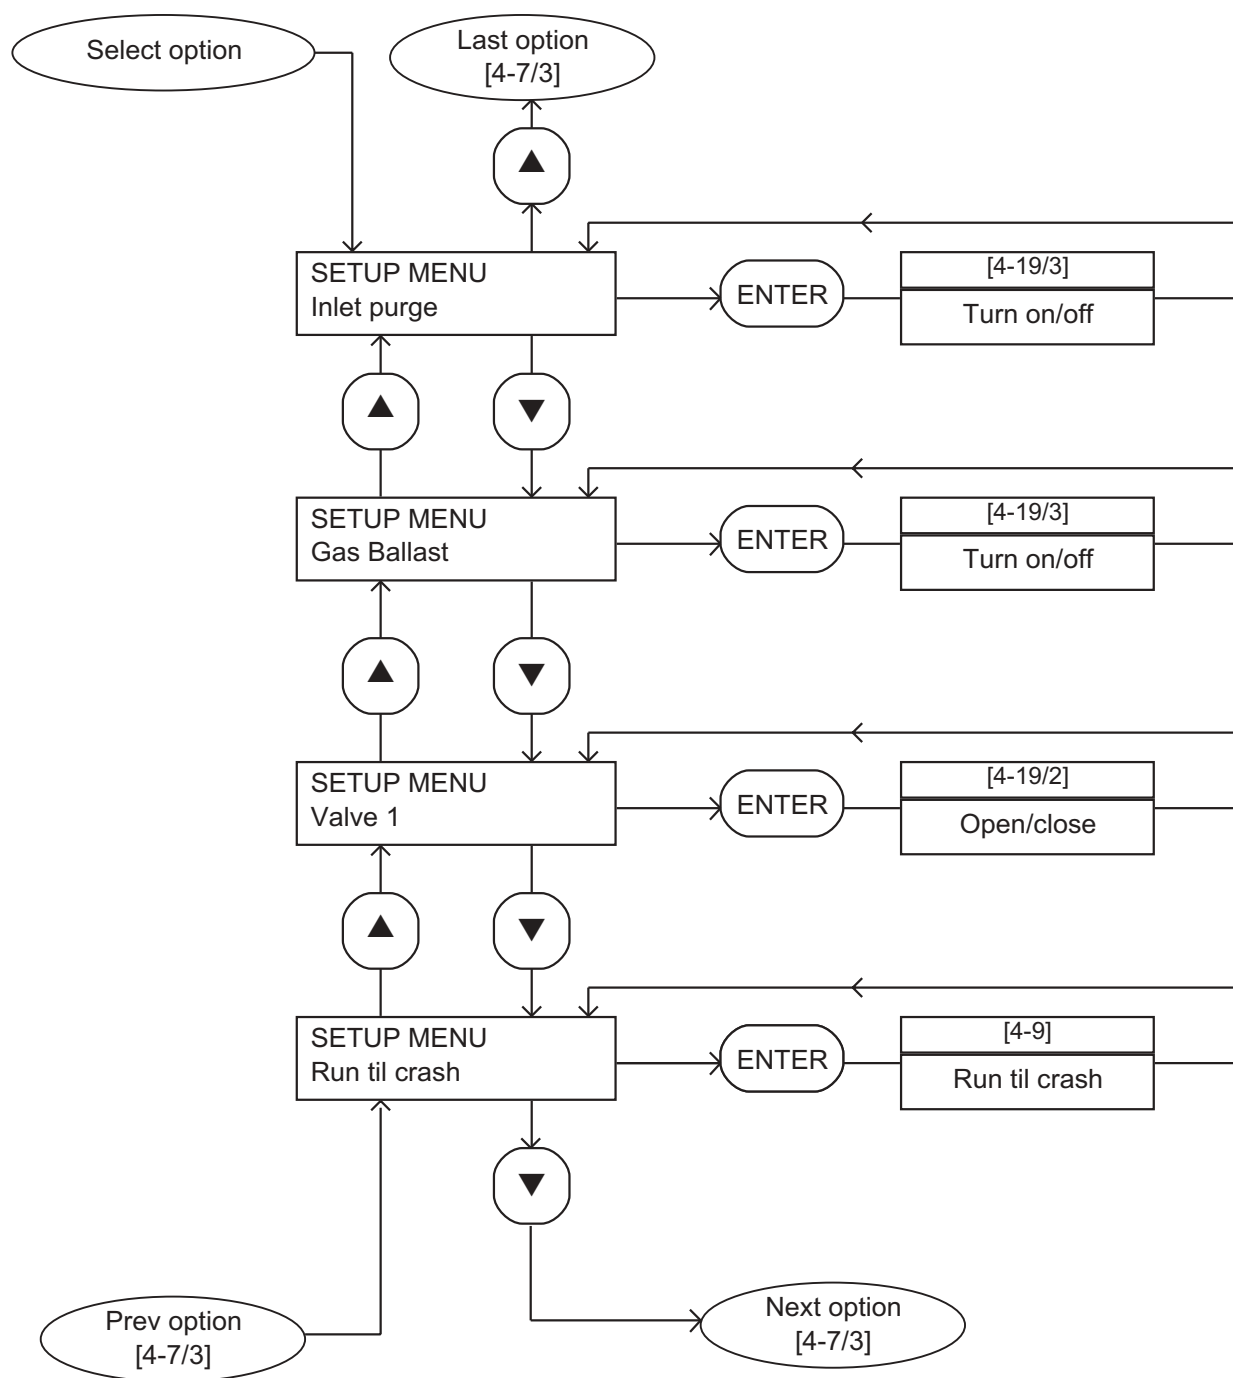 Select option
Last option
[4-7/3]
SETUP MENU
Inlet purge
ENTER
[4-19/3]
Turn on/off
SETUP MENU
Gas Ballast
ENTER
[4-19/3]
Turn on/off
SETUP MENU
Valve 1
ENTER
[4-19/2]
Open/close
SETUP MENU
Run til crash
ENTER
[4-9]
Run til crash
Prev option
[4-7/3]
Next option
[4-7/3]